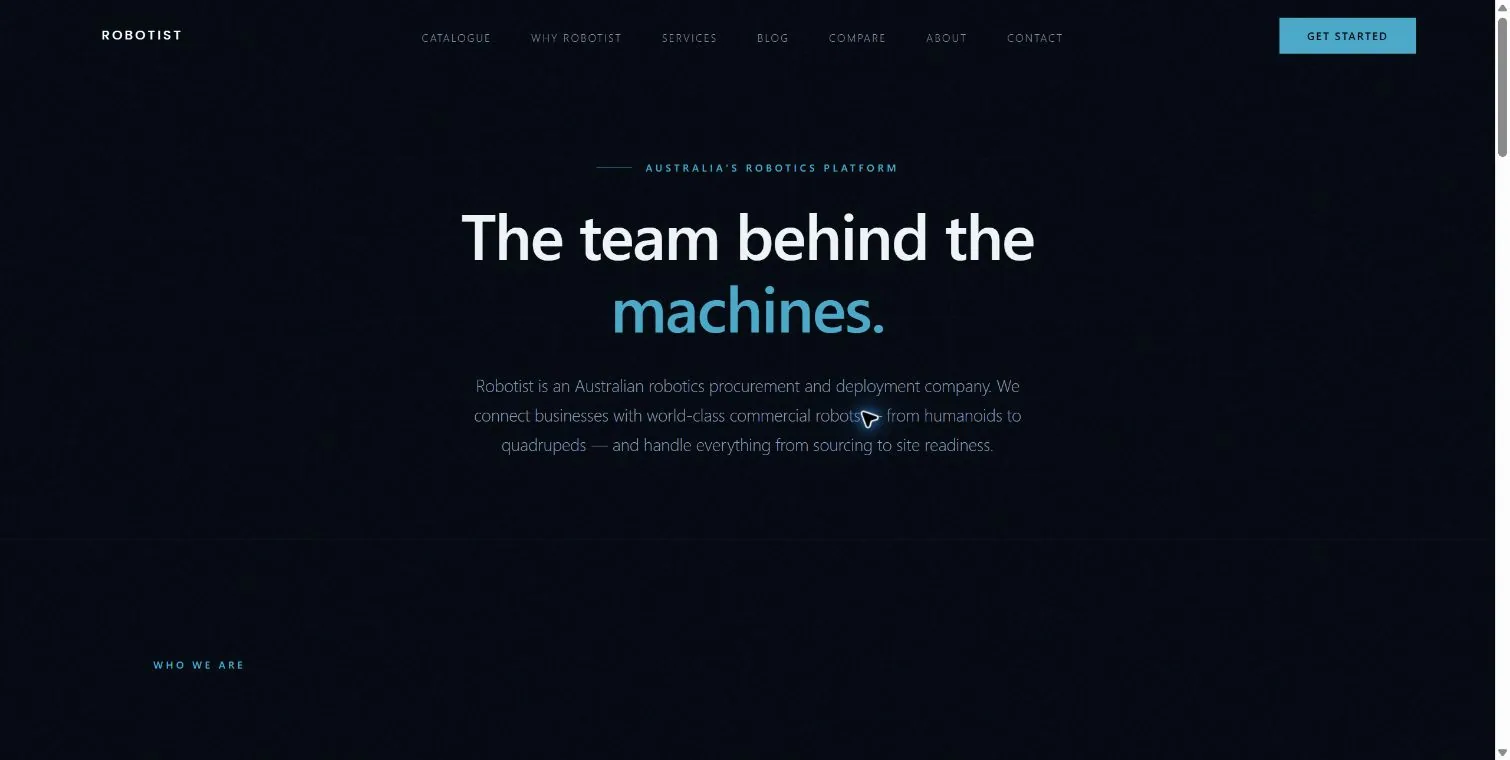 ROBOTIST
CATALOGUE
WHY ROBOTIST
SERVICES
BLOG
COMPARE
ABOUT
CONTACT
GET STARTED
AUSTRALIA'S ROBOTICS PLATFORM
The team behind the
machines.
Robotist is an Australian robotics procurement and deployment company. We
connect businesses with world-class commercial robots — from humanoids to
quadrupeds — and handle everything from sourcing to site readiness.
WHO WE ARE